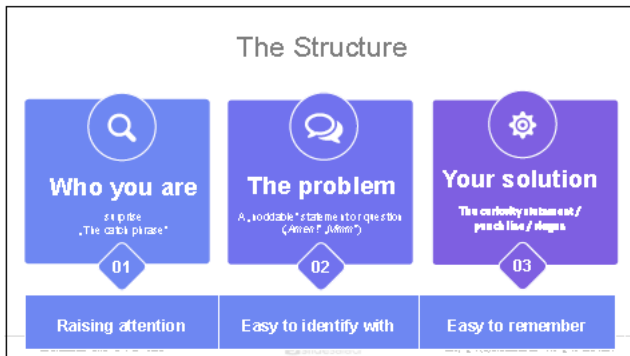 The Structure
Who you are
surprise
„The catch phrase"
01
Raising attention
The problem
A „noddable" statement or question
(„Amen!" „Mmm")
02
Easy to identify with
Your solution
The curiosity statement /
punch line / slogan
03
Easy to remember